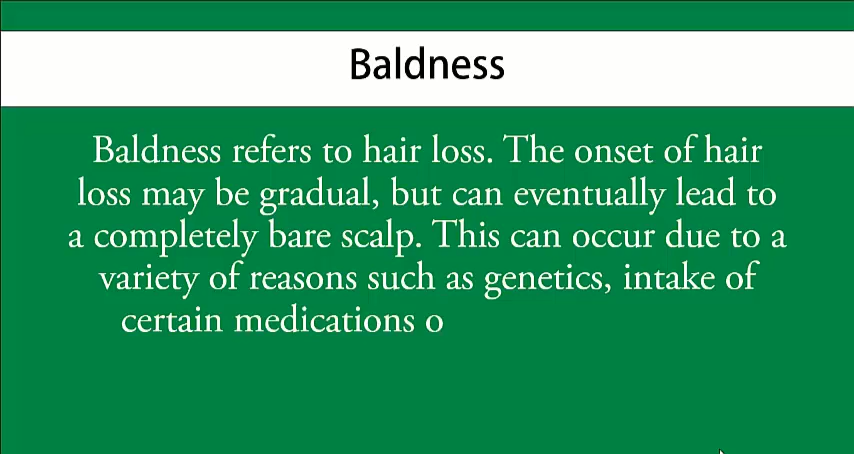 Baldness
Baldness refers to hair loss. The onset of hair
loss may be gradual, but can eventually lead to
a completely bare scalp. This can occur due to a
variety of reasons such as genetics, intake of
certain medications o